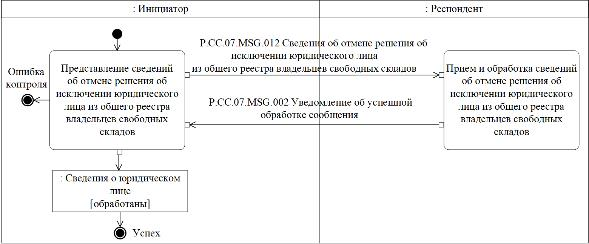 : Инициатор
: Респондент
P.CC.07.MSG.012 Сведения об отмене решения об
исключении юридического лица
из общего реестра владельцев свободных складов
Ошибка
контроля
Представление сведений
об отмене решения об
исключении юридического
лица из общего реестра
владельцев свободных
складов
Прием и обработка сведений
об отмене решения об
исключении юридического
лица из общего реестра
владельцев свободных
складов
P.CC.07.MSG.002 Уведомление об успешной
обработке сообщения
: Сведения о юридическом
лице
[обработаны]
Успех